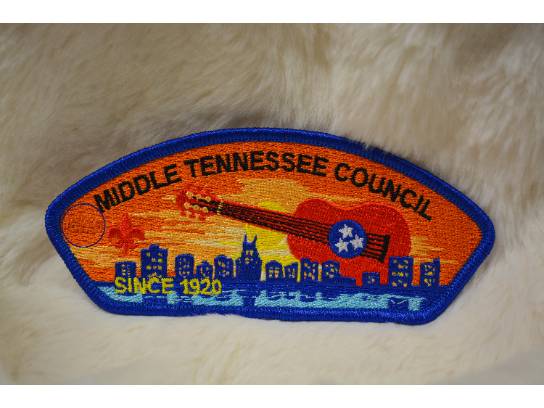 MIDDLE TENNESSEE COUNCIL
SINCE 1920